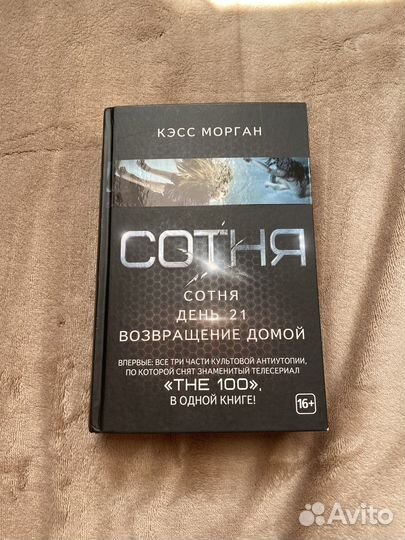 КЭСС МОРГАН
СОТНЯ
СОТНЯ
ДЕНЬ 21
ВОЗВРАЩЕНИЕ ДОМОЙ
ВПЕРВЫЕ: ВСЕ ТРИ ЧАСТИ КУЛЬТОВОЙ АНТИУТОПИИ,
ПО КОТОРОЙ СНЯТ ЗНАМЕНИТЫЙ ТЕЛЕСЕРИАЛ
«THE 100»,
В ОДНОЙ КНИГЕ!
16+
Avito